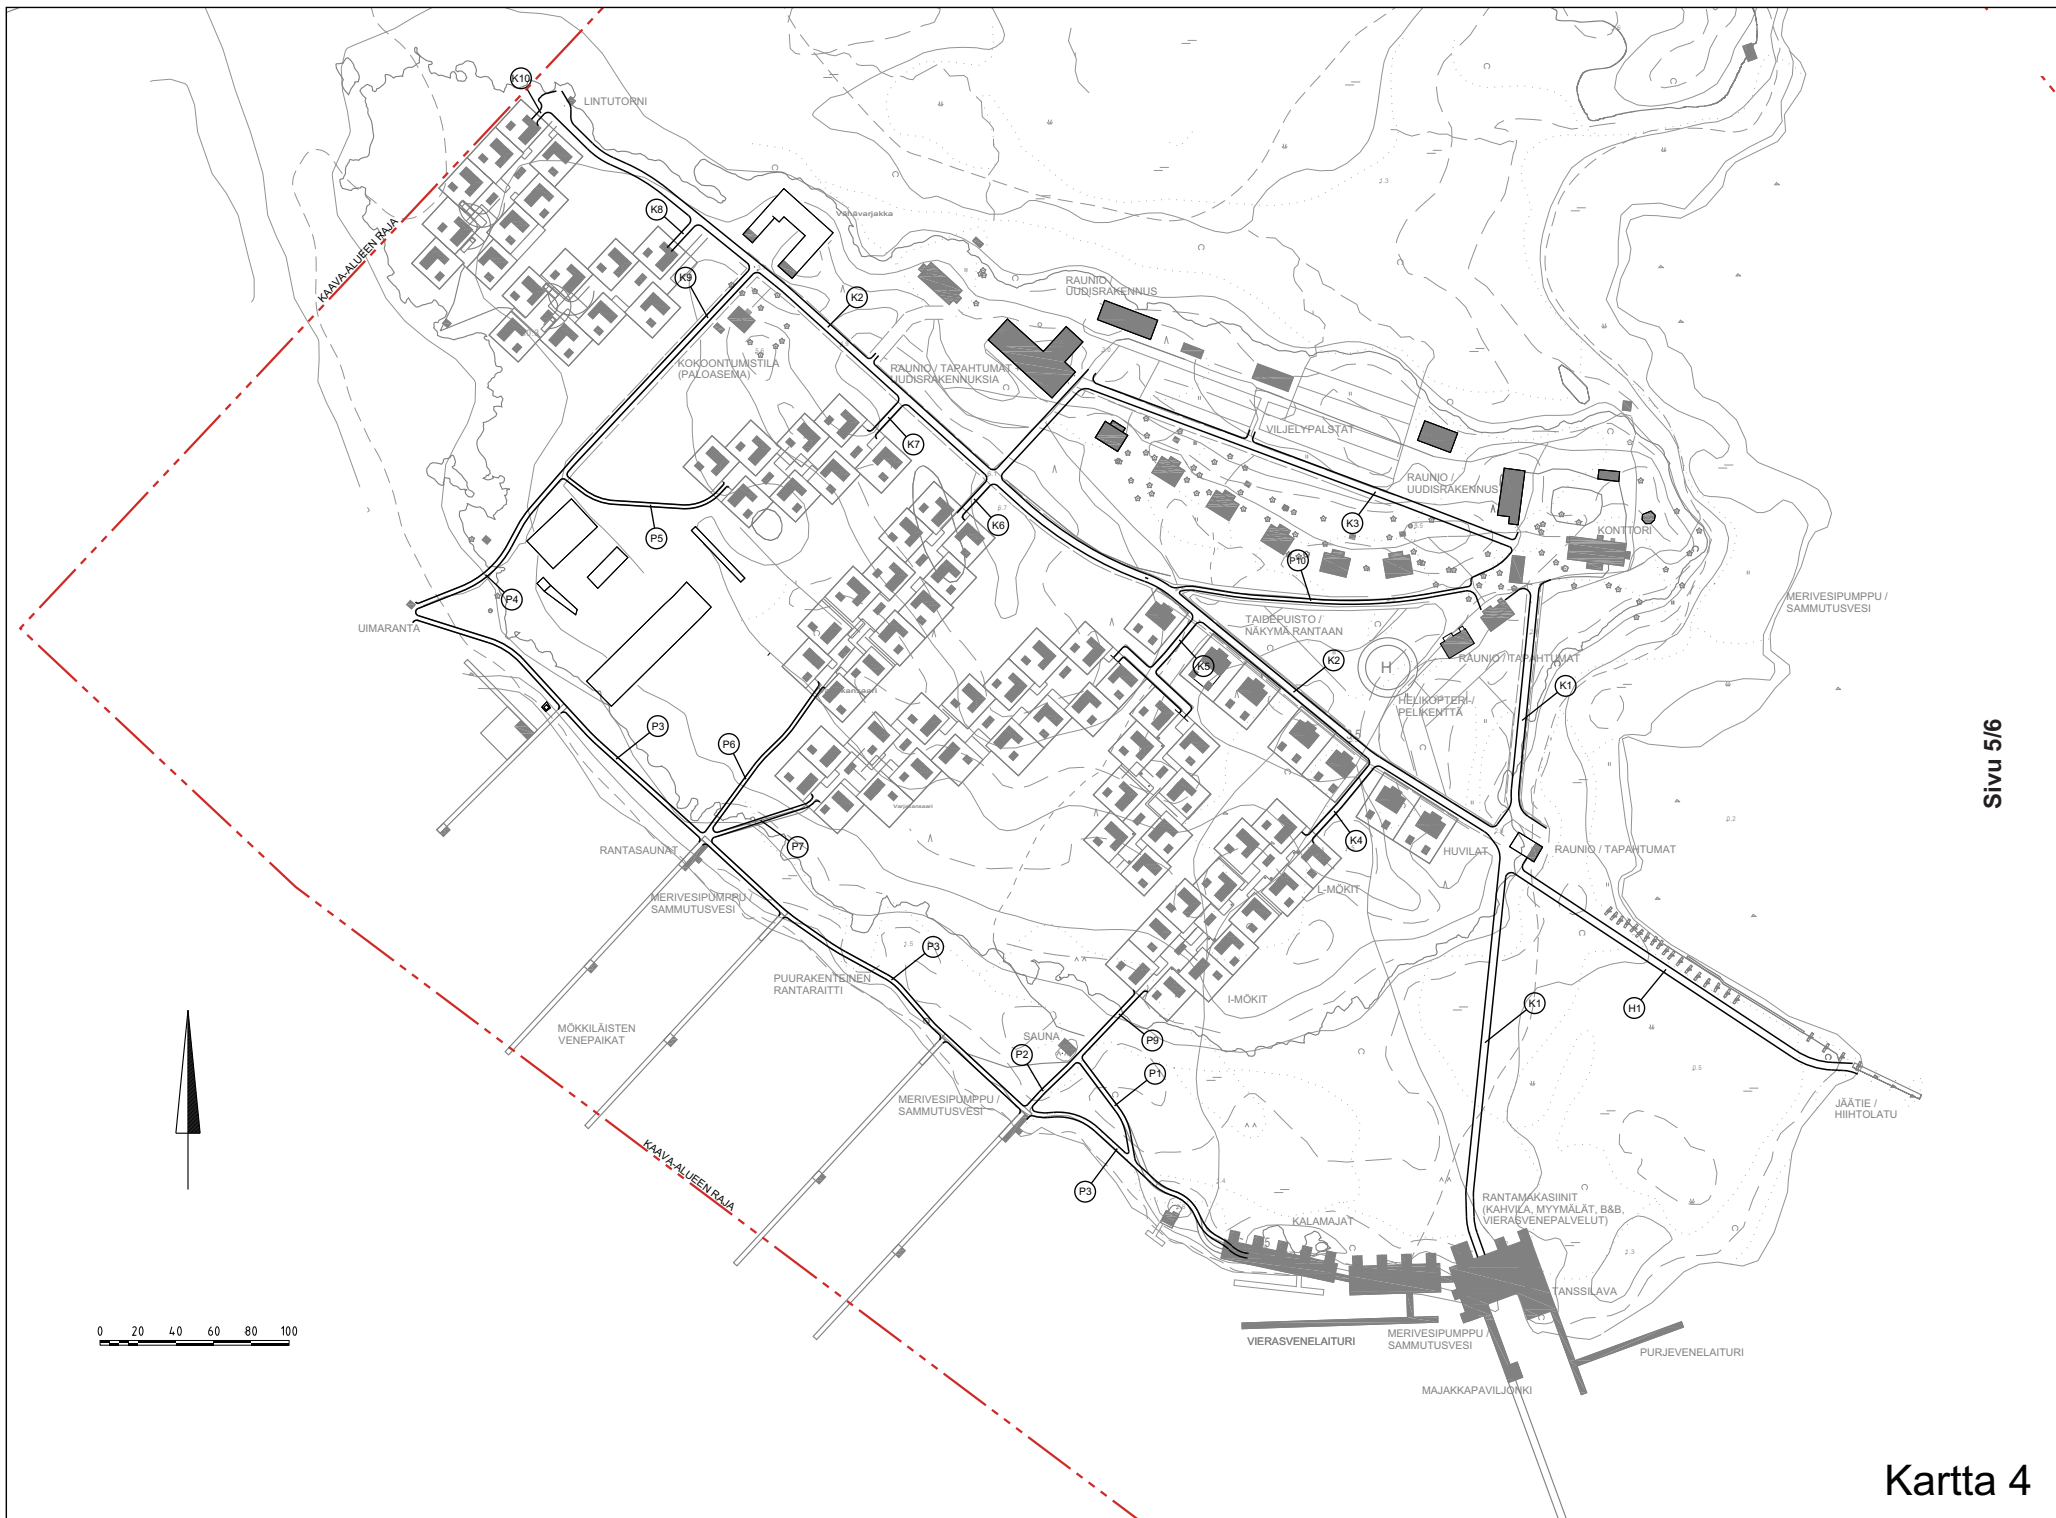 K10
LINTUTORNI
K8
Vähävarjakka
KAAVA-ALUEEN RAJA
K9
K2
RAUNIO /
UUDISRAKENNUS
KOKOONTUMISTILA
(PALOASEMA)
RAUNIO / TAPAHTUMAT +
UUDISRAKENNUKSIA
K7
VILJELYPALSTAT
RAUNIO /
UUDISRAKENNUS
K6
K3
KONTTORI
P5
P10
P4
UIMARANTA
MERIVESIPUMPPU /
SAMMUTUSVESI
TAIDEPUISTO /
NÄKYMÄ RANTAAN
K5
K2
H
RAUNIO / TAPAHTUMAT
K1
HELIKOPTERI-/
PELIKENTTÄ
P3
P6
Varjakansaari
Sivu 5/6
P7
RANTASAUNAT
K4
HUVILAT
RAUNIO / TAPAHTUMAT
MERIVESIPUMPPU /
SAMMUTUSVESI
L-MÖKIT
P3
PUURAKENTEINEN
RANTARAITTI
I-MÖKIT
K1
H1
MÖKKILÄISTEN
VENEPAIKAT
SAUNA
P9
P2
P1
MERIVESIPUMPPU /
SAMMUTUSVESI
JÄÄTIE /
HIIHTOLATU
KAAVA-ALUEEN RAJA
P3
RANTAMAKASIINIT
(KAHVILA, MYYMÄLÄT, B&B,
VIERASVENEPALVELUT)
KALAMAJAT
TANSSILAVA
0 20 40 60 80 100
VIERASVENELAITURI
MERIVESIPUMPPU /
SAMMUTUSVESI
PURJEVENELAITURI
MAJAKKAPAVILJONKI
Kartta 4